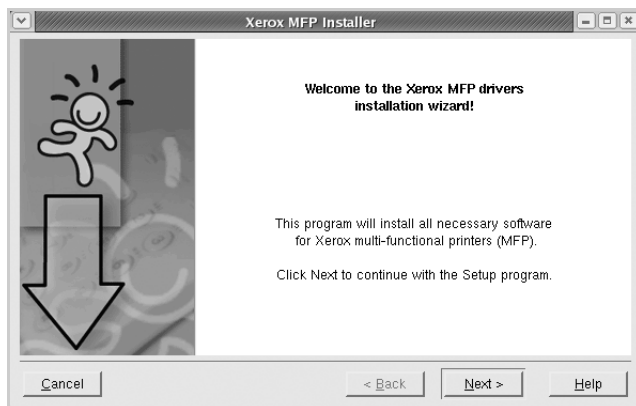 Xerox MFP Installer
Welcome to the Xerox MFP drivers
installation wizard!
This program will install all necessary software
for Xerox multi-functional printers (MFP).
Click Next to continue with the Setup program.
Cancel
< Back
Next >
Help